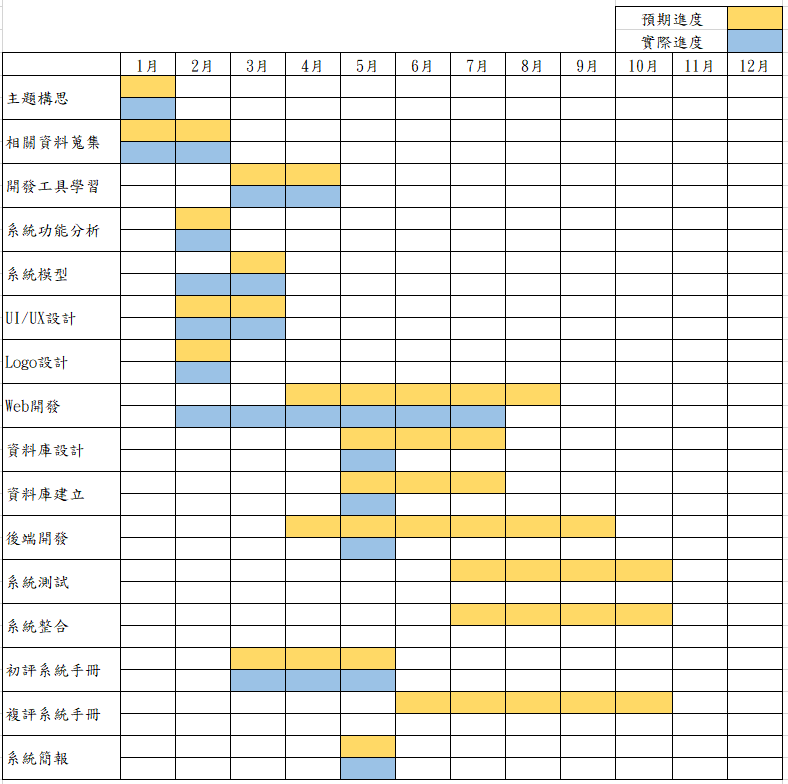 預期進度
實際進度
1月 2月 3月 4月 5月 6月 7月 8月 9月 10月 11月 12月
主題構思
相關資料蒐集
開發工具學習
系統功能分析
系統模型
UI/UX設計
Logo設計
Web開發
資料庫設計
資料庫建立
後端開發
系統測試
系統整合
初評系統手冊
複評系統手冊
系統簡報